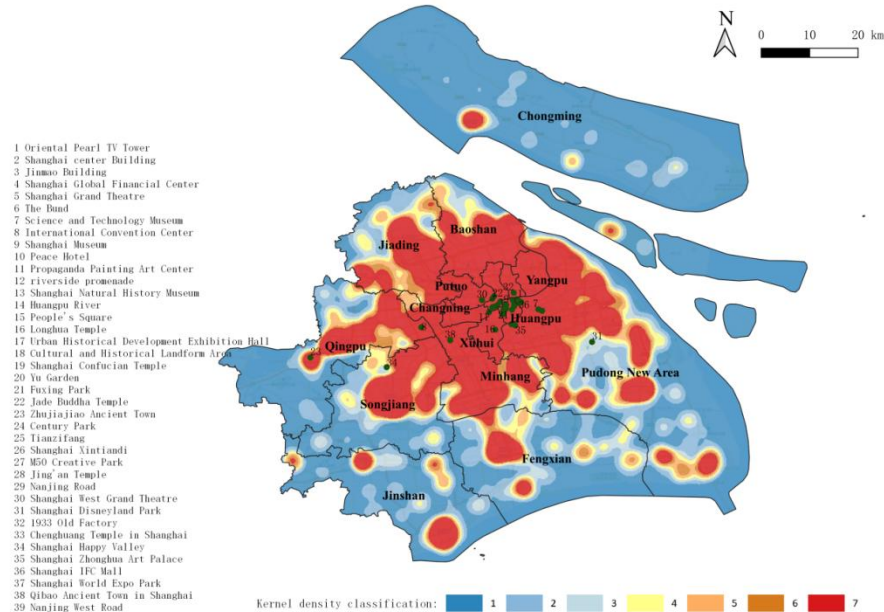 N
0 10 20 km
Chongming
1 Oriental Pearl TV Tower
2 Shanghai center Building
3 Jinmao Building
4 Shanghai Global Financial Center
5 Shanghai Grand Theatre
6 The Bund
7 Science and Technology Museum
8 International Convention Center
9 Shanghai Museum
10 Peace Hotel
11 Propaganda Painting Art Center
12 riverside promenade
13 Shanghai Natural History Museum
14 Huangpu River
15 People's Square
16 Longhua Temple
17 Urban Historical Development Exhibition Hall
18 Cultural and Historical Landform Area
19 Shanghai Confucian Temple
20 Yu Garden
21 Fuxing Park
22 Jade Buddha Temple
23 Zhujiajiao Ancient Town
24 Century Park
25 Tianzifang
26 Shanghai Xintiandi
27 M50 Creative Park
28 Jing'an Temple
29 Nanjing Road
30 Shanghai West Grand Theatre
31 Shanghai Disneyland Park
32 1933 Old Factory
33 Chenghuang Temple in Shanghai
34 Shanghai Happy Valley
35 Shanghai Zhonghua Art Palace
36 Shanghai IFC Mall
37 Shanghai World Expo Park
38 Qibao Ancient Town in Shanghai
39 Nanjing West Road
Baoshan
Jiading
Yangpu
Putuo
32
30
Changning
7
Huangpu
35
38
Xuhui
31
Qingpu
Minhang
Pudong New Area
Songjiang
Fengxian
Jinshan
Kernel density classification: 1 2 3 4 5 6 7